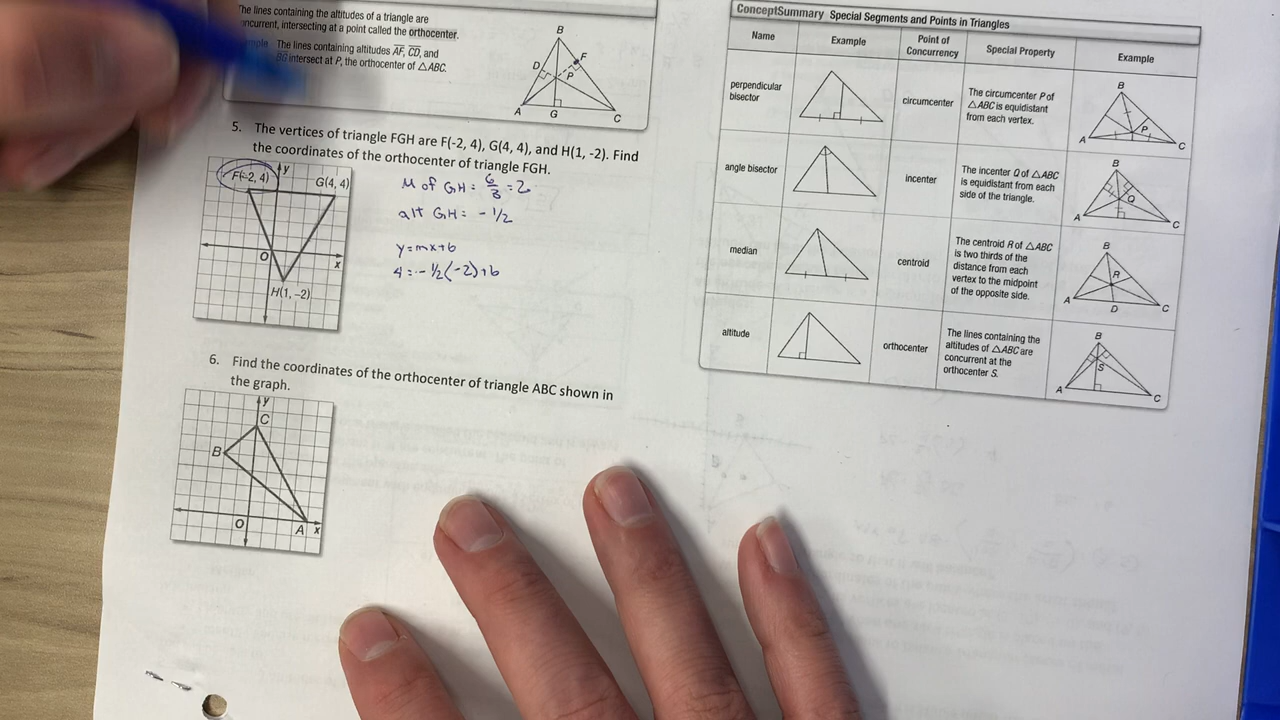 The lines containing the altitudes of a triangle are
concurrent, intersecting at a point called the orthocenter.
The lines containing altitudes AF, CD, and
BG intersect at P, the orthocenter of △ABC.
B
D
F
P
A
G
C
5. The vertices of triangle FGH are F(-2, 4), G(4, 4), and H(1, -2). Find
the coordinates of the orthocenter of triangle FGH.
F(-2, 4)
y
G(4, 4)
O
x
H(1, -2)
M of GH = 6/3 = 2
alt GH = - 1/2
y = mx+b
4 = - 1/2 (-2) + b
6. Find the coordinates of the orthocenter of triangle ABC shown in
the graph.
y
C
B
O
A
x
ConceptSummary Special Segments and Points in Triangles
Name
Example
Point of
Concurrency
Special Property
Example
perpendicular
bisector
circumcenter
The circumcenter P of
△ABC is equidistant
from each vertex.
B
P
A
C
angle bisector
incenter
The incenter Q of △ABC
is equidistant from each
side of the triangle.
B
Q
A
C
median
centroid
The centroid R of △ABC
is two thirds of the
distance from each
vertex to the midpoint
of the opposite side.
B
R
A
D
C
altitude
orthocenter
The lines containing the
altitudes of △ABC are
concurrent at the
orthocenter S.
B
S
A
C